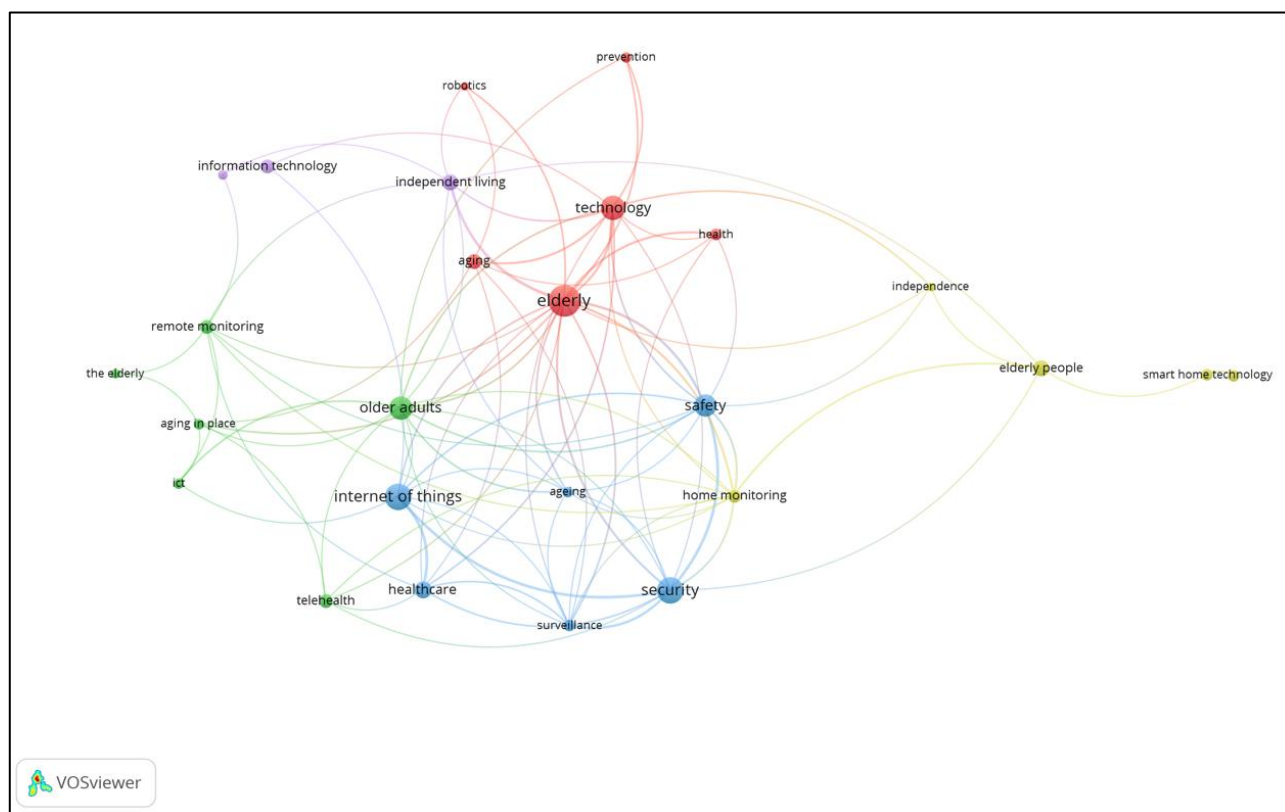 prevention
robotics
information technology
independent living
technology
health
aging
independence
elderly
remote monitoring
elderly people
the elderly
smart home technology
older adults
safety
aging in place
ict
internet of things
ageing
home monitoring
healthcare
security
telehealth
surveillance
VOSviewer